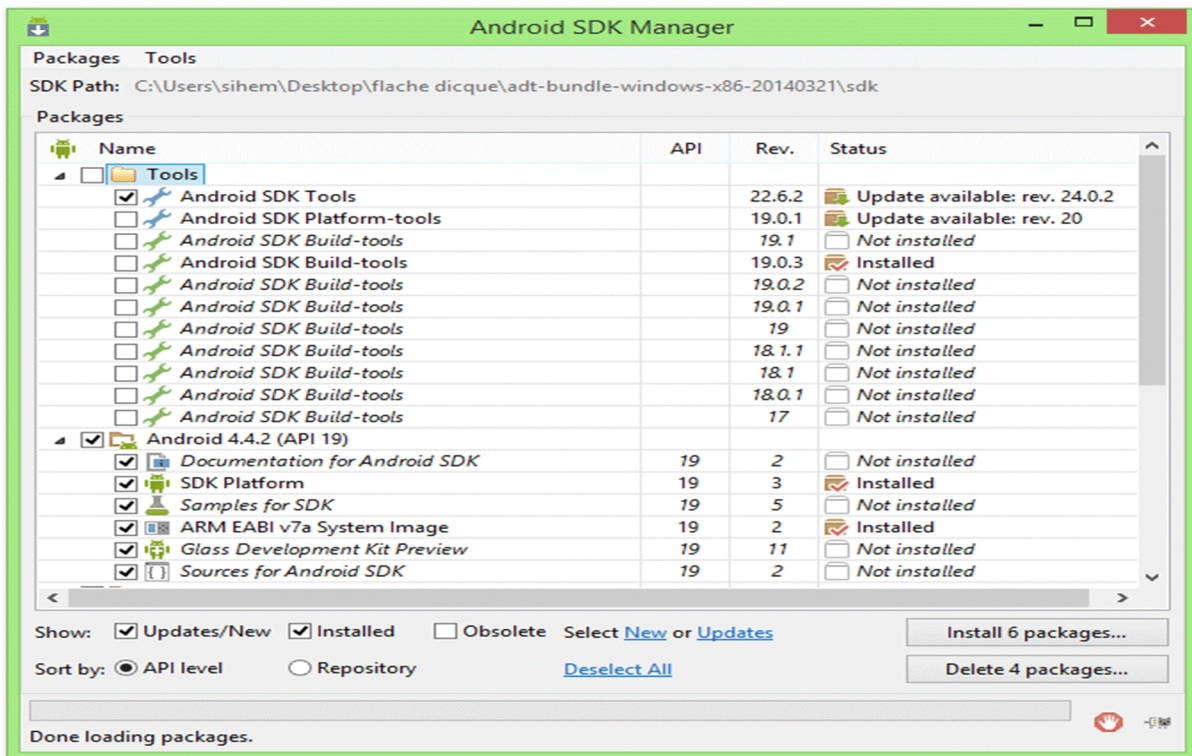 Android SDK Manager
Packages Tools
SDK Path: C:\Users\sihem\Desktop\flache dicque\adt-bundle-windows-x86-20140321\sdk
Packages
Name API Rev. Status
Tools
Android SDK Tools 22.6.2 Update available: rev. 24.0.2
Android SDK Platform-tools 19.0.1 Update available: rev. 20
Android SDK Build-tools 19.1 Not installed
Android SDK Build-tools 19.0.3 Installed
Android SDK Build-tools 19.0.2 Not installed
Android SDK Build-tools 19.0.1 Not installed
Android SDK Build-tools 19 Not installed
Android SDK Build-tools 18.1.1 Not installed
Android SDK Build-tools 18.1 Not installed
Android SDK Build-tools 18.0.1 Not installed
Android SDK Build-tools 17 Not installed
Android 4.4.2 (API 19)
Documentation for Android SDK 19 2 Not installed
SDK Platform 19 3 Installed
Samples for SDK 19 5 Not installed
ARM EABI v7a System Image 19 2 Installed
Glass Development Kit Preview 19 11 Not installed
Sources for Android SDK 19 2 Not installed
Show: Updates/New Installed Obsolete Select New or Updates Install 6 packages...
Sort by: API level Repository Deselect All Delete 4 packages...
Done loading packages.